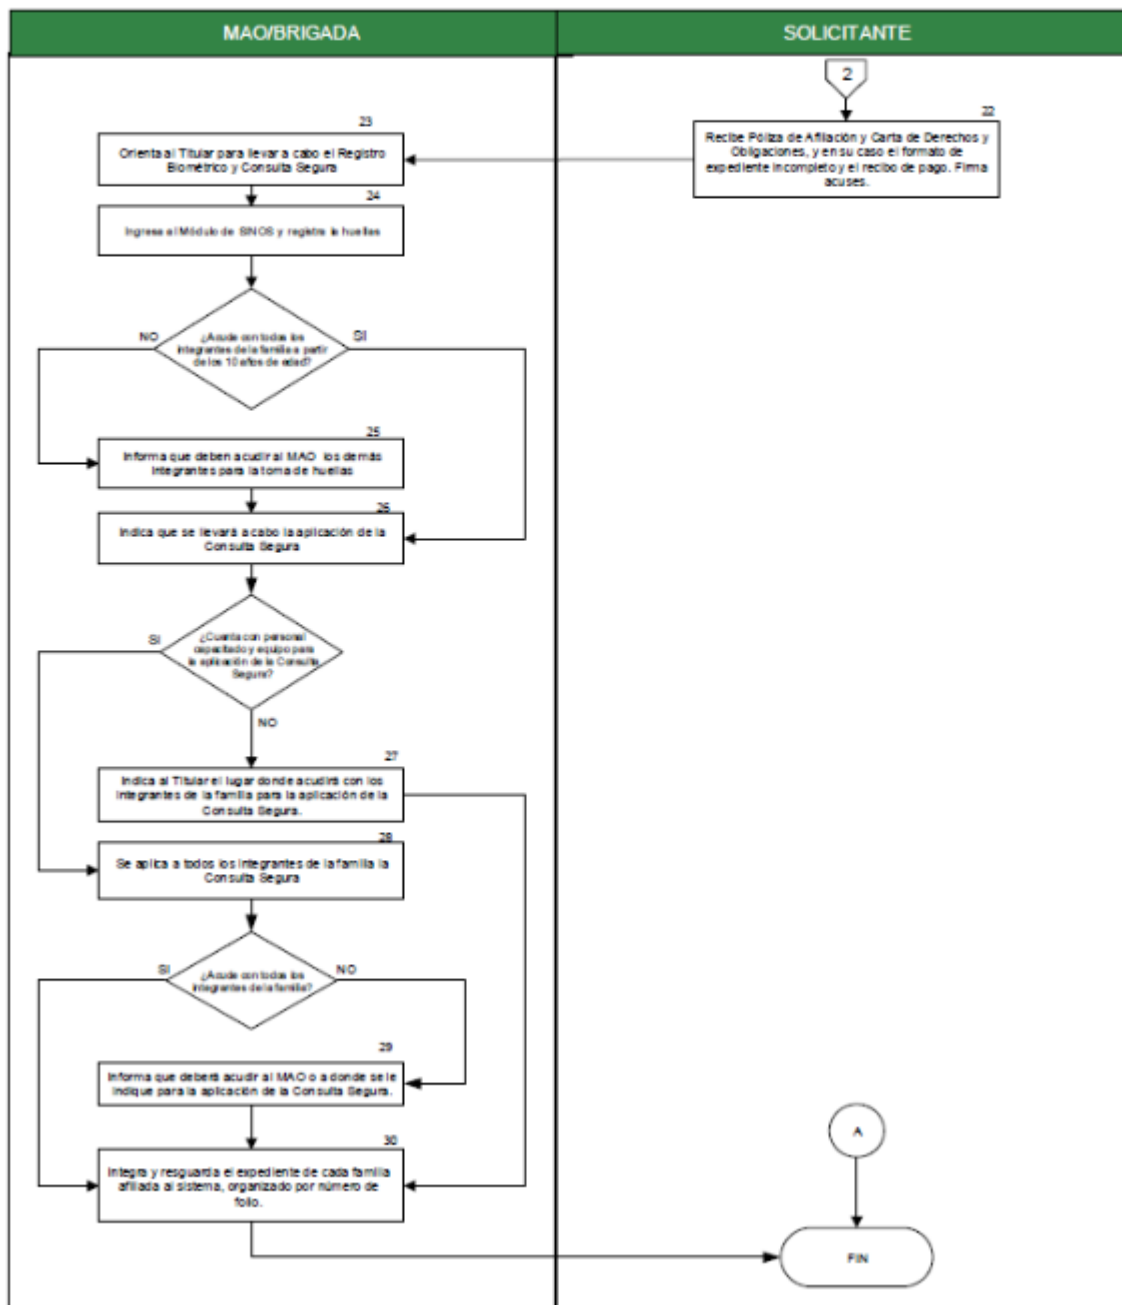 MAO/BRIGADA
SOLICITANTE
2
22
Recibe Póliza de Afiliación y Carta de Derechos y
Obligaciones, y en su caso el formato de
expediente incompleto y el recibo de pago. Firma
acuses.
23
Orienta al Titular para llevar a cabo el Registro
Biométrico y Consulta Segura
24
Ingresa al Módulo de SINOS y registra la huellas
¿Acude con todas los
integrantes de la familia a partir
de los 10 años de edad?
NO
SI
25
Informa que deben acudir al MAO los demás
integrantes para la toma de huellas
26
Indica que se llevará a cabo la aplicación de la
Consulta Segura
¿Cuenta con personal
capacitado y equipo para
la aplicación de la Consulta
Segura?
SI
NO
27
Indica al Titular el lugar donde acudirá con los
integrantes de la familia para la aplicación de la
Consulta Segura.
28
Se aplica a todos los integrantes de la familia la
Consulta Segura
¿Acude con todas los
integrantes de la familia?
SI
NO
29
Informa que deberá acudir al MAO o a donde se le
indique para la aplicación de la Consulta Segura.
30
Integra y resguarda el expediente de cada familia
afiliada al sistema, organizado por número de
folio.
A
FIN